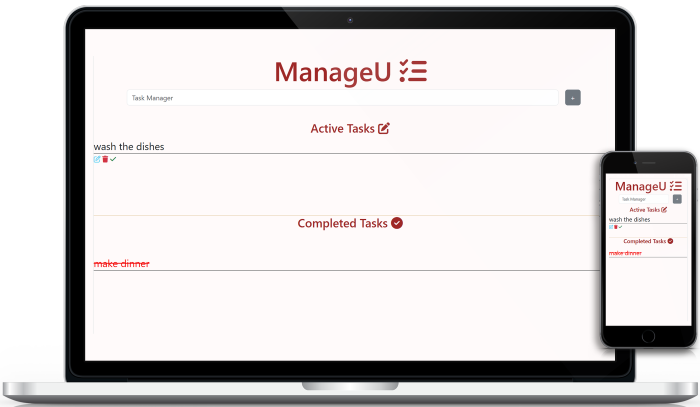 ManageU
Task Manager
+
Active Tasks
wash the dishes
Completed Tasks
make dinner
ManageU
Task Manager
+
Active Tasks
wash the dishes
Completed Tasks
make dinner